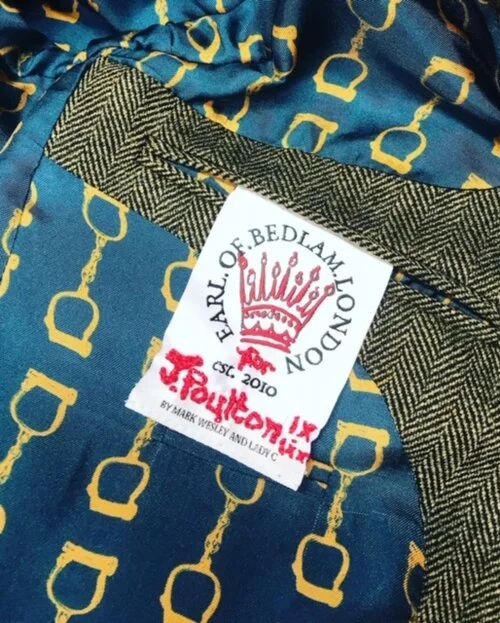 EARL.OF.BEDLAM.LONDON
For
EST. 2010
J.Poulton
BY MARK WESLEY AND LADY C